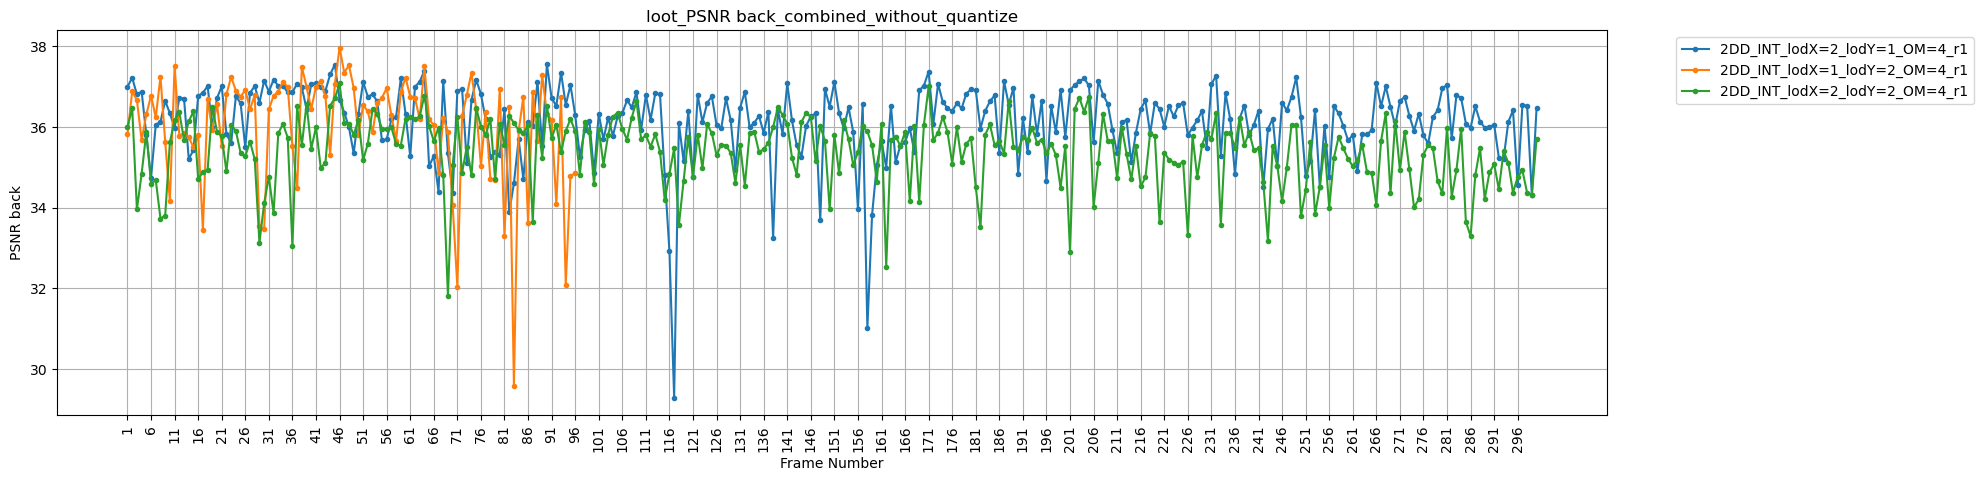 loot_PSNR back_combined_without_quantize
2DD_INT_lodX=2_lodY=1_OM=4_r1
2DD_INT_lodX=1_lodY=2_OM=4_r1
2DD_INT_lodX=2_lodY=2_OM=4_r1
PSNR back
38
36
34
32
30
1 6 11 16 21 26 31 36 41 46 51 56 61 66 71 76 81 86 91 96 101 106 111 116 121 126 131 136 141 146 151 156 161 166 171 176 181 186 191 196 201 206 211 216 221 226 231 236 241 246 251 256 261 266 271 276 281 286 291 296
Frame Number